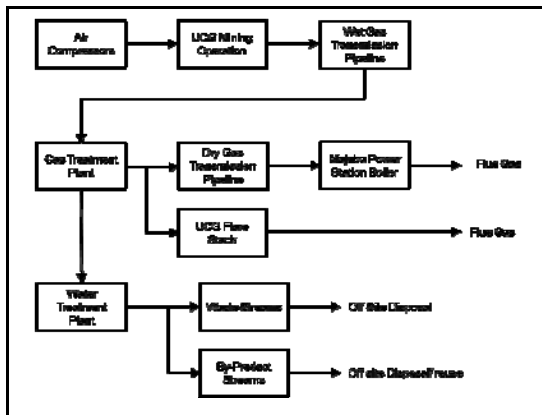 Air
Compressors
UCG Mining
Operation
Wet Gas
Transmission
Pipeline
Gas Treatment
Plant
Dry Gas
Transmission
Pipeline
Majuba Power
Station Boiler
Flue Gas
UCG Flare
Stack
Flue Gas
Water
Treatment
Plant
Waste Streams
Off Site Disposal
By-Product
Streams
Off site Disposal/reuse